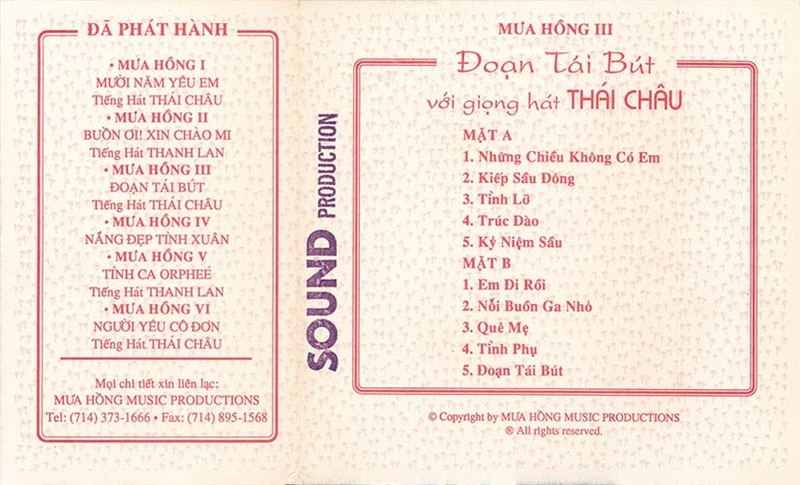 ĐÃ PHÁT HÀNH
• MƯA HỒNG I
MƯỜI NĂM YÊU EM
Tiếng Hát THÁI CHÂU
• MƯA HỒNG II
BUỒN ƠI! XIN CHÀO MI
Tiếng Hát THANH LAN
• MƯA HỒNG III
ĐOẠN TÁI BÚT
Tiếng Hát THÁI CHÂU
• MƯA HỒNG IV
NẮNG ĐẸP TÌNH XUÂN
• MƯA HỒNG V
TÌNH CA ORPHEÉ
Tiếng Hát THANH LAN
• MƯA HỒNG VI
NGƯỜI YÊU CÔ ĐƠN
Tiếng Hát THÁI CHÂU
Mọi chi tiết xin liên lạc:
MƯA HỒNG MUSIC PRODUCTIONS
Tel: (714) 373-1666 • Fax: (714) 895-1568
SOUND PRODUCTION
MƯA HỒNG III
Đoạn Tái Bút
với giọng hát THÁI CHÂU
MẶT A
1. Những Chiều Không Có Em
2. Kiếp Sầu Đông
3. Tình Lỡ
4. Trúc Đào
5. Kỷ Niệm Sầu
MẶT B
1. Em Đi Rồi
2. Nỗi Buồn Ga Nhỏ
3. Quê Mẹ
4. Tình Phụ
5. Đoạn Tái Bút
© Copyright by MƯA HỒNG MUSIC PRODUCTIONS
® All rights reserved.